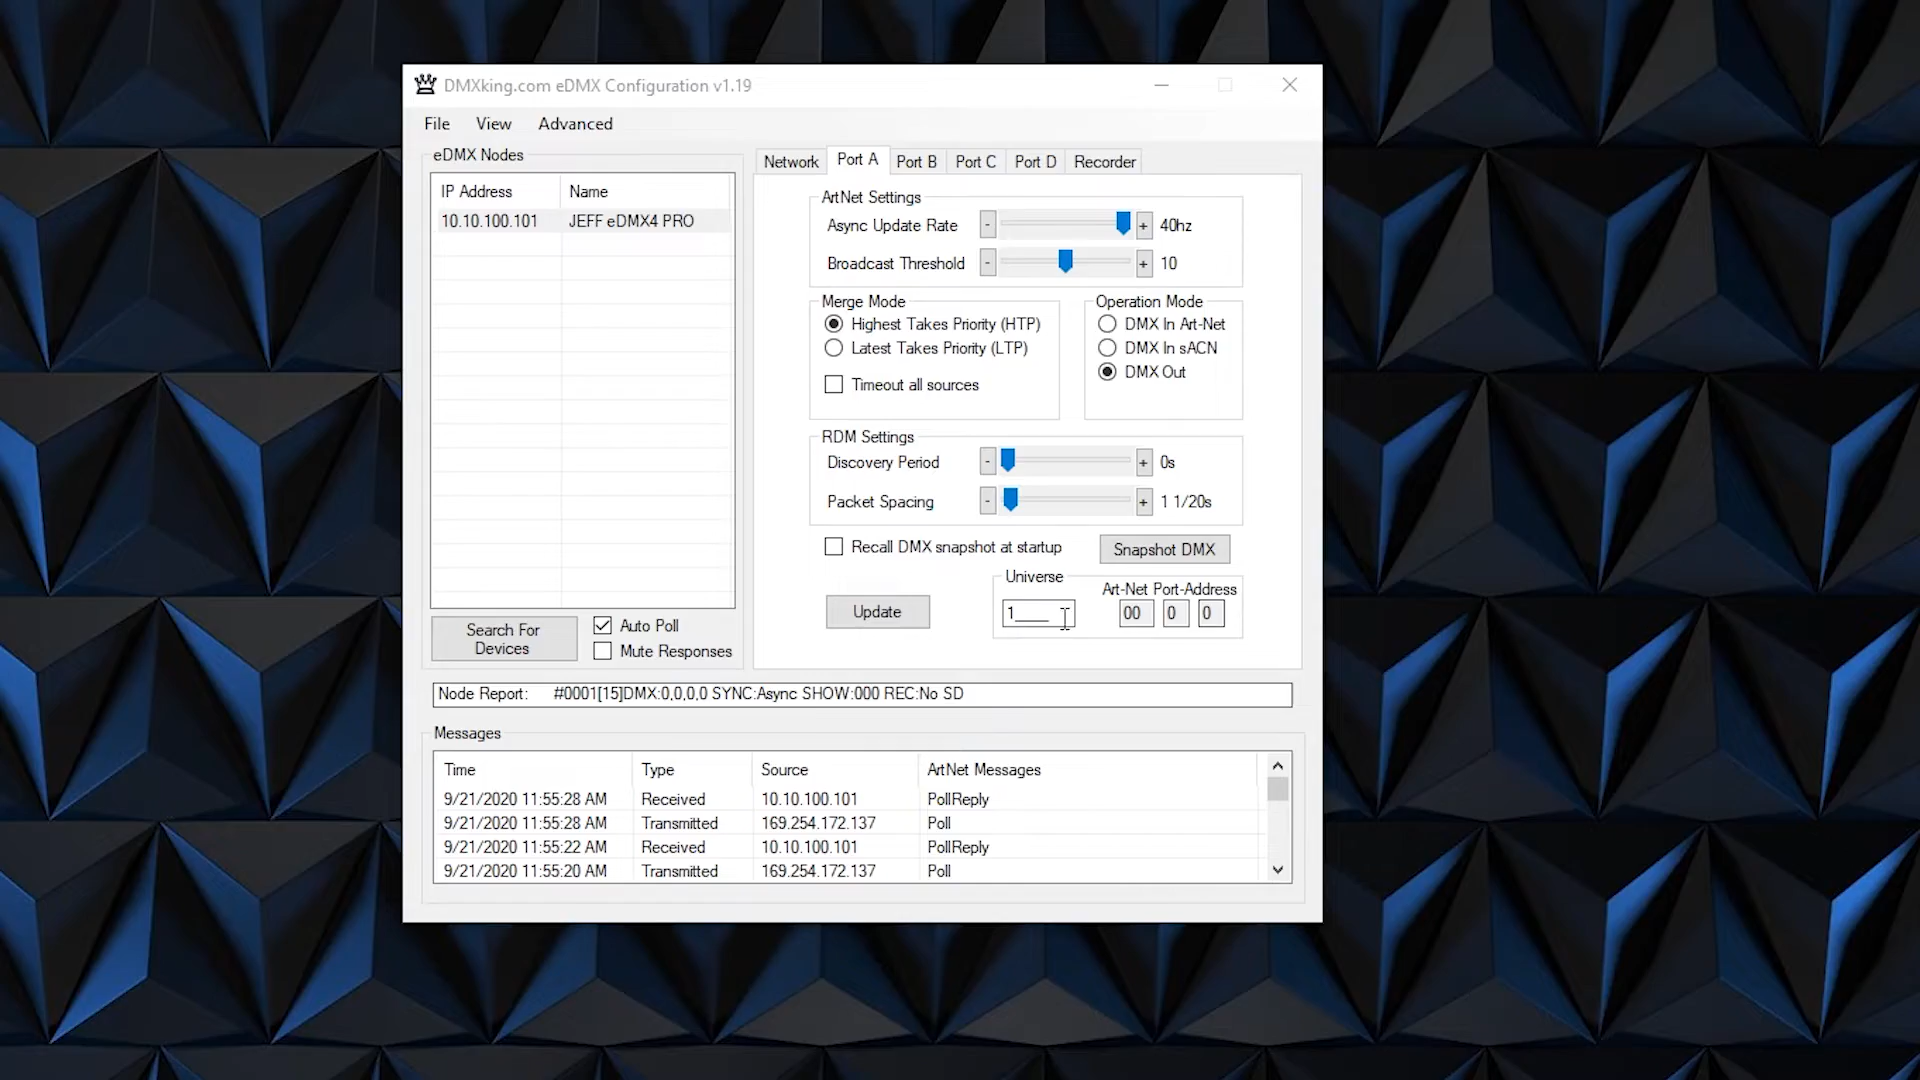 DMXking.com eDMX Configuration v1.19
File View Advanced
eDMX Nodes
IP Address Name
10.10.100.101 JEFF eDMX4 PRO
Search For
Devices
Auto Poll
Mute Responses
Network Port A Port B Port C Port D Recorder
ArtNet Settings
Async Update Rate - + 40hz
Broadcast Threshold - + 10
Merge Mode
Highest Takes Priority (HTP)
Latest Takes Priority (LTP)
Timeout all sources
Operation Mode
DMX In Art-Net
DMX In sACN
DMX Out
RDM Settings
Discovery Period - + 0s
Packet Spacing - + 1 1/20s
Recall DMX snapshot at startup
Snapshot DMX
Update
Universe
1____
Art-Net Port-Address
00 0 0
Node Report: #0001[15]DMX:0,0,0,0 SYNC:Async SHOW:000 REC:No SD
Messages
Time Type Source ArtNet Messages
9/21/2020 11:55:28 AM Received 10.10.100.101 PollReply
9/21/2020 11:55:28 AM Transmitted 169.254.172.137 Poll
9/21/2020 11:55:22 AM Received 10.10.100.101 PollReply
9/21/2020 11:55:20 AM Transmitted 169.254.172.137 Poll